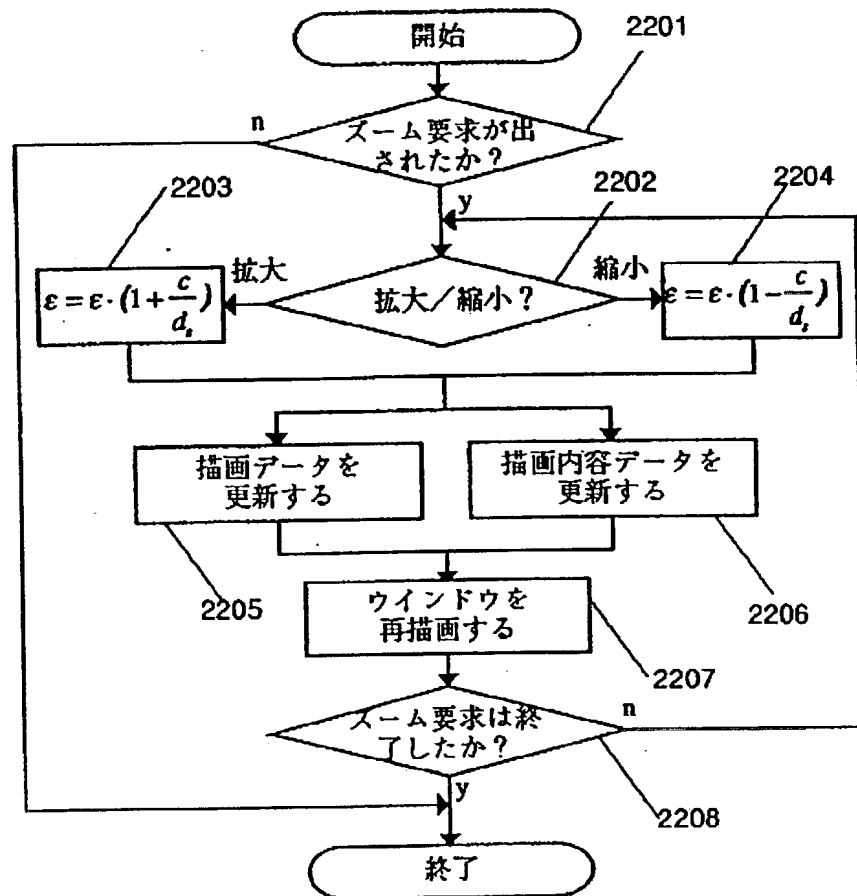 開始
2201
n
ズーム要求が出
されたか？
2203
2202
2204
y
拡大
縮小
ε = ε·(1+c/d_s)
拡大／縮小？
ε = ε·(1-c/d_s)
描画データを
更新する
描画内容データを
更新する
2205
2206
ウインドウを
再描画する
2207
ズーム要求は終
了したか？
n
y
2208
終了